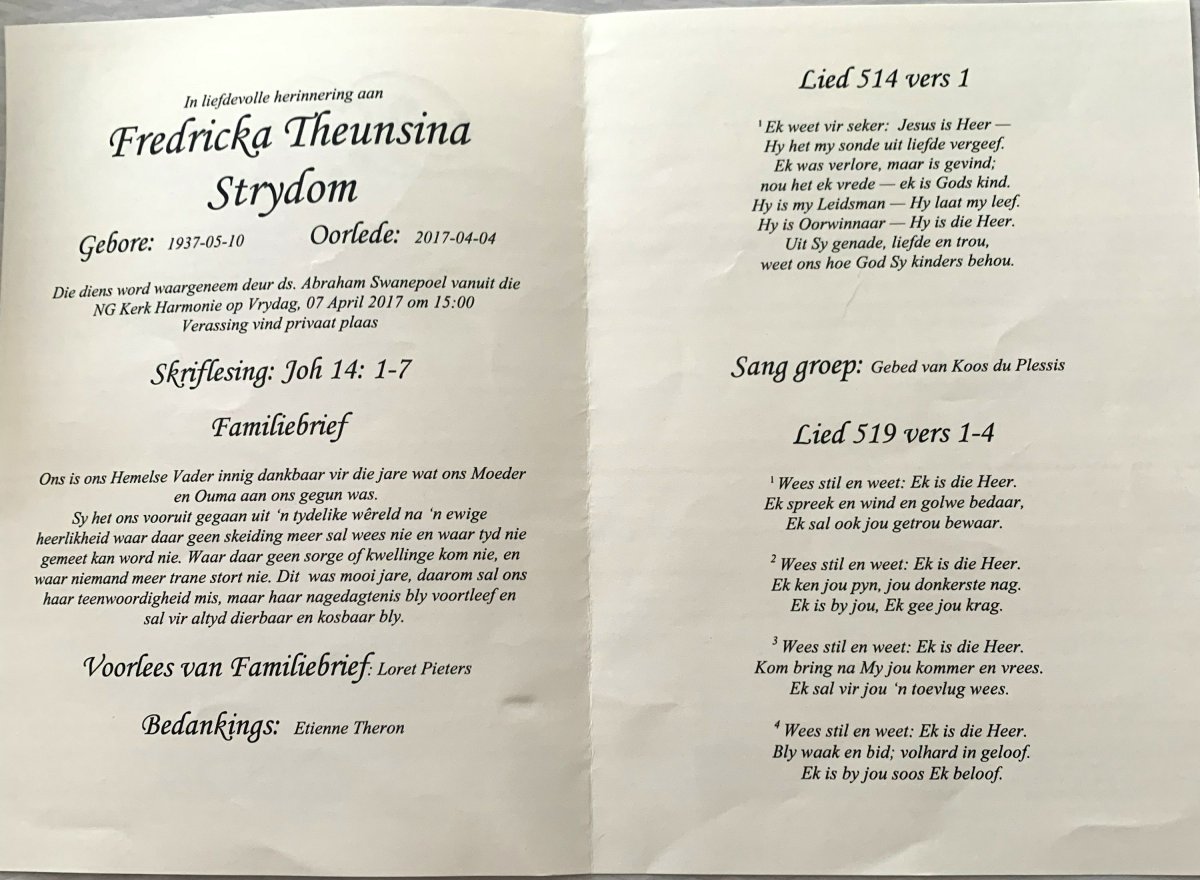 In liefdevolle herinnering aan
Fredricka Theunsina
Strydom
Gebore: 1937-05-10 Oorlede: 2017-04-04
Die diens word waargeneem deur ds. Abraham Swanepoel vanuit die
NG Kerk Harmonie op Vrydag, 07 April 2017 om 15:00
Verassing vind privaat plaas
Skriflesing: Joh 14: 1-7
Familiebrief
Ons is ons Hemelse Vader innig dankbaar vir die jare wat ons Moeder
en Ouma aan ons gegun was.
Sy het ons vooruit gegaan uit ‘n tydelike wêreld na ‘n ewige
heerlikheid waar daar geen skeiding meer sal wees nie en waar tyd nie
gemeet kan word nie. Waar daar geen sorge of kwellinge kom nie, en
waar niemand meer trane stort nie. Dit was mooi jare, daarom sal ons
haar teenwoordigheid mis, maar haar nagedagtenis bly voortleef en
sal vir altyd dierbaar en kosbaar bly.
Voorlees van Familiebrief: Loret Pieters
Bedankings: Etienne Theron
Lied 514 vers 1
¹ Ek weet vir seker: Jesus is Heer —
Hy het my sonde uit liefde vergeef.
Ek was verlore, maar is gevind;
nou het ek vrede — ek is Gods kind.
Hy is my Leidsman — Hy laat my leef.
Hy is Oorwinnaar — Hy is die Heer.
Uit Sy genade, liefde en trou,
weet ons hoe God Sy kinders behou.
Sang groep: Gebed van Koos du Plessis
Lied 519 vers 1-4
¹ Wees stil en weet: Ek is die Heer.
Ek spreek en wind en golwe bedaar,
Ek sal ook jou getrou bewaar.
² Wees stil en weet: Ek is die Heer.
Ek ken jou pyn, jou donkerste nag.
Ek is by jou, Ek gee jou krag.
³ Wees stil en weet: Ek is die Heer.
Kom bring na My jou kommer en vrees.
Ek sal vir jou ‘n toevlug wees.
⁴ Wees stil en weet: Ek is die Heer.
Bly waak en bid; volhard in geloof.
Ek is by jou soos Ek beloof.